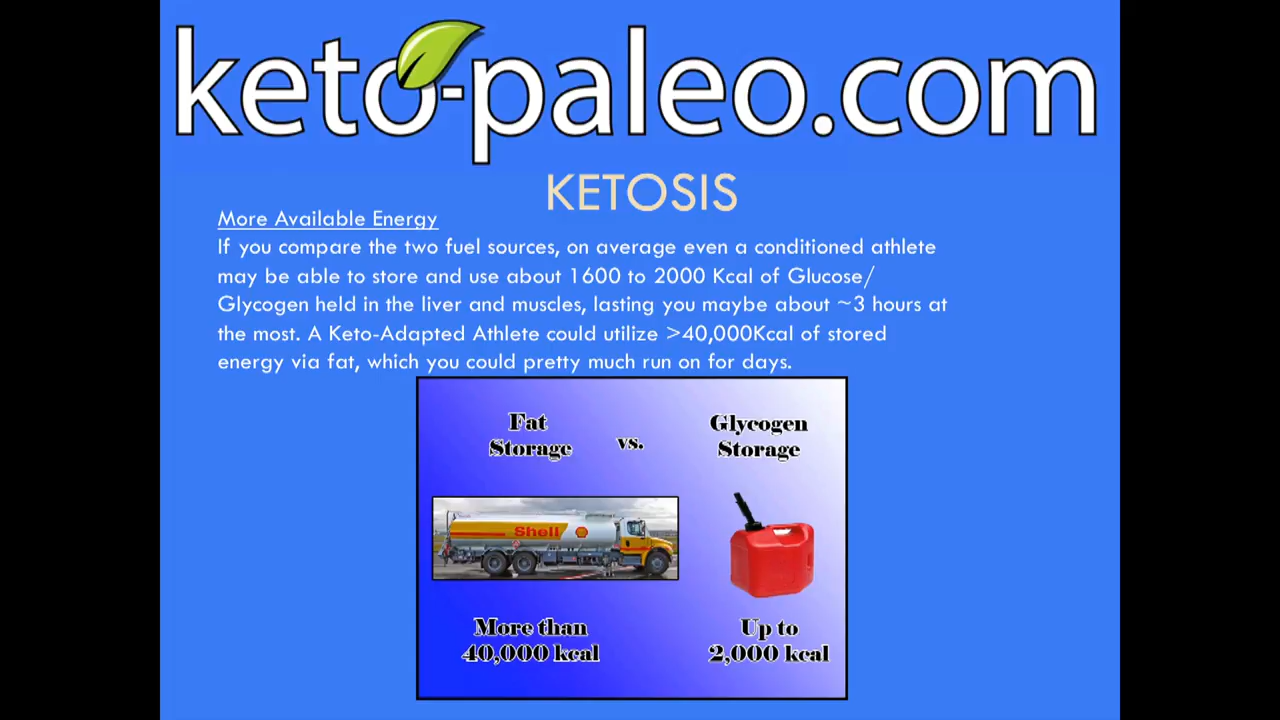 keto-paleo.com
KETOSIS
More Available Energy
If you compare the two fuel sources, on average even a conditioned athlete
may be able to store and use about 1600 to 2000 Kcal of Glucose/
Glycogen held in the liver and muscles, lasting you maybe about ~3 hours at
the most. A Keto-Adapted Athlete could utilize >40,000Kcal of stored
energy via fat, which you could pretty much run on for days.
Fat
Storage
vs.
Glycogen
Storage
Shell
More than
40,000 kcal
Up to
2,000 kcal